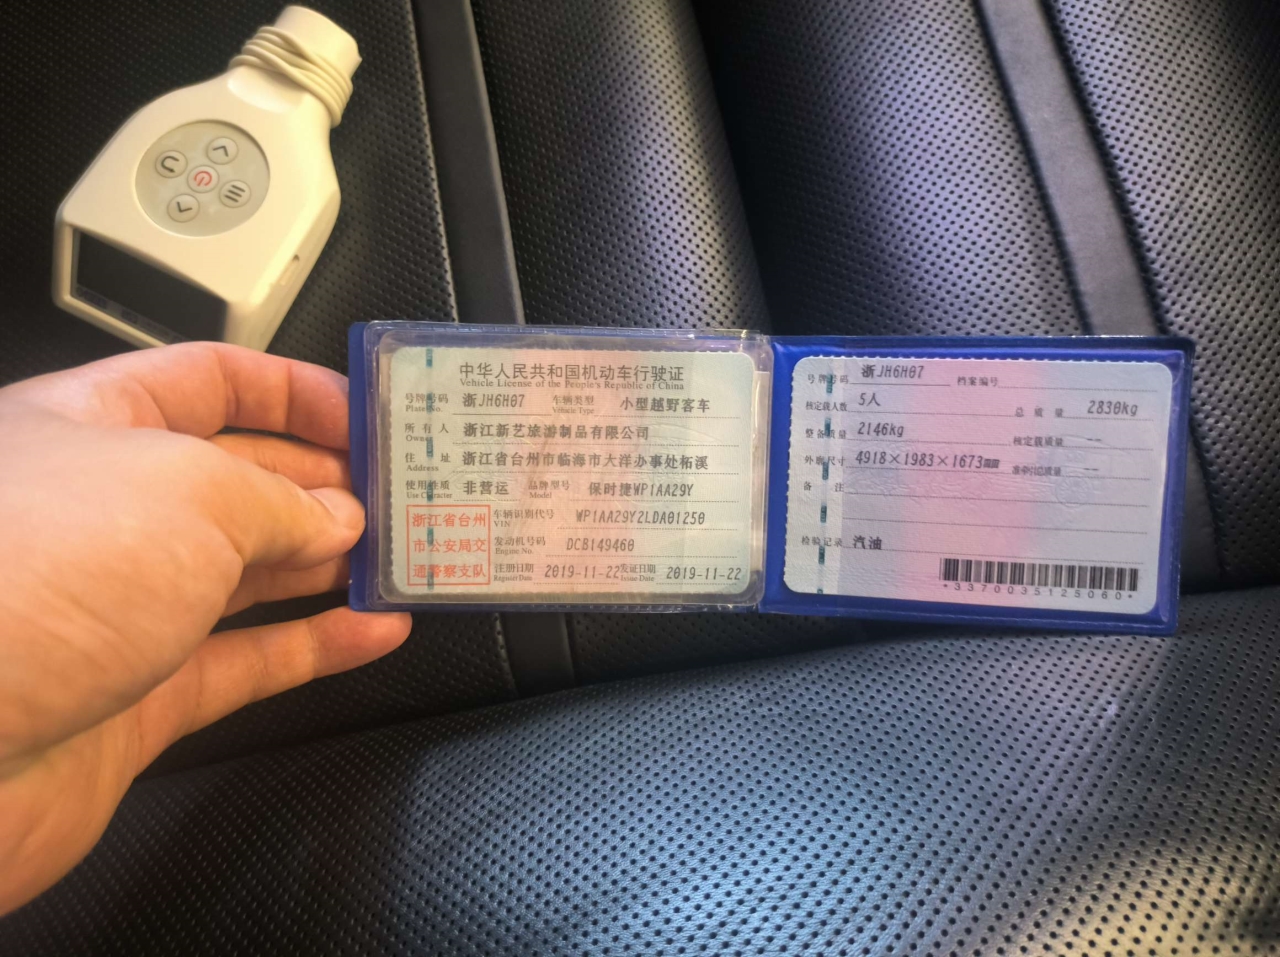 中华人民共和国机动车行驶证
Vehicle License of the People's Republic of China
号牌号码 浙JH6H07 车辆类型 小型越野客车
Plate No. Vehicle Type
所有人 浙江新艺旅游制品有限公司
Owner
住址 浙江省台州市临海市大洋办事处柘溪
Address
使用性质 非营运 品牌型号 保时捷WP1AA29Y
Use Character Model
浙江省台州
市公安局交
通警察支队
车辆识别代号 WP1AA29Y2LDA01250
VIN
发动机号码 DCB149460
Engine No.
注册日期 2019-11-22 发证日期 2019-11-22
Register Date Issue Date
号牌号码 浙JH6H07 档案编号
核定载人数 5人 总质量 2830kg
整备质量 2146kg 核定载质量 --
外廓尺寸 4918×1983×1673mm 准牵引总质量 --
备注
检验记录 汽油
*3370035125060*